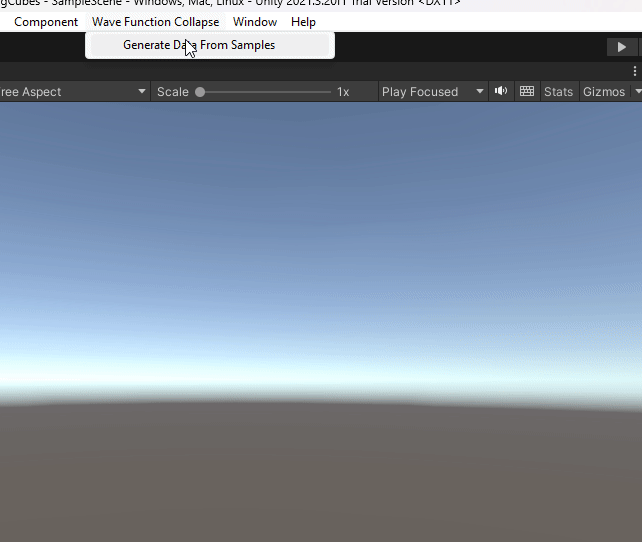 gCubes - SampleScene - Windows, Mac, Linux - Unity 2021.3.20f1 Trial Version <DX11>
Component Wave Function Collapse Window Help
Generate Data From Samples
ree Aspect Scale 1x Play Focused Stats Gizmos